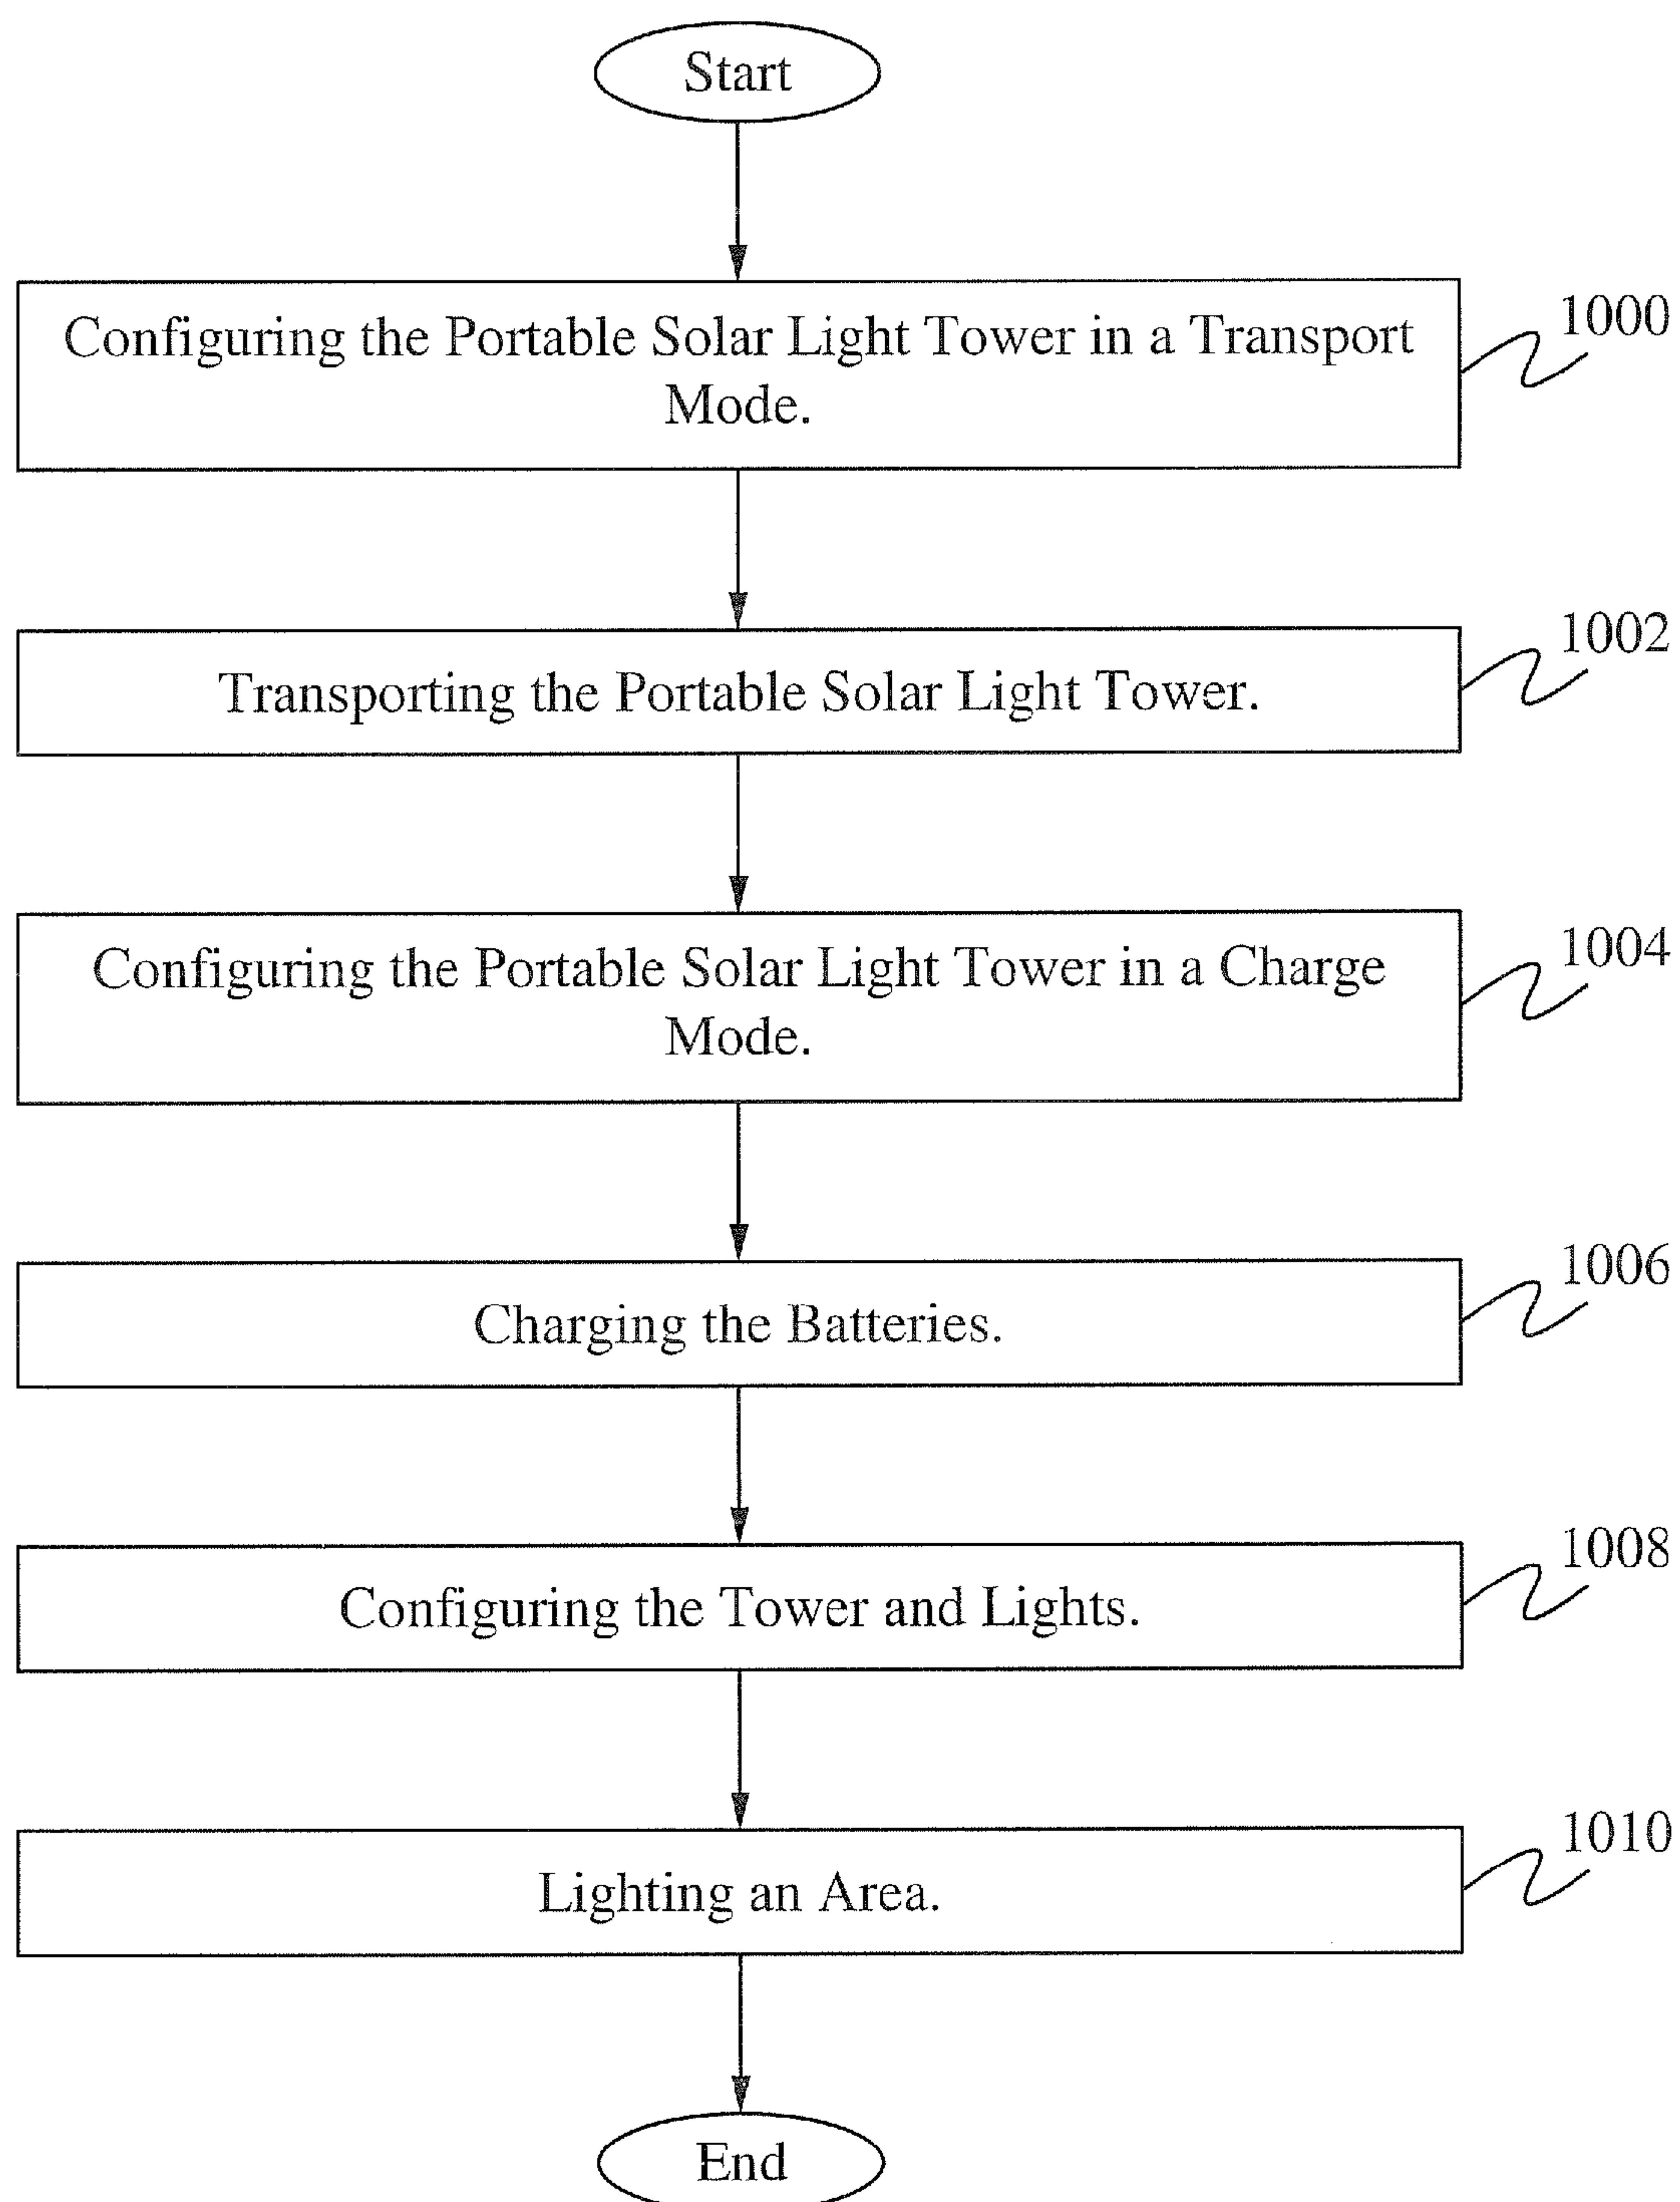 Start
Configuring the Portable Solar Light Tower in a Transport
Mode.
1000
Transporting the Portable Solar Light Tower.
1002
Configuring the Portable Solar Light Tower in a Charge
Mode.
1004
Charging the Batteries.
1006
Configuring the Tower and Lights.
1008
Lighting an Area.
1010
End